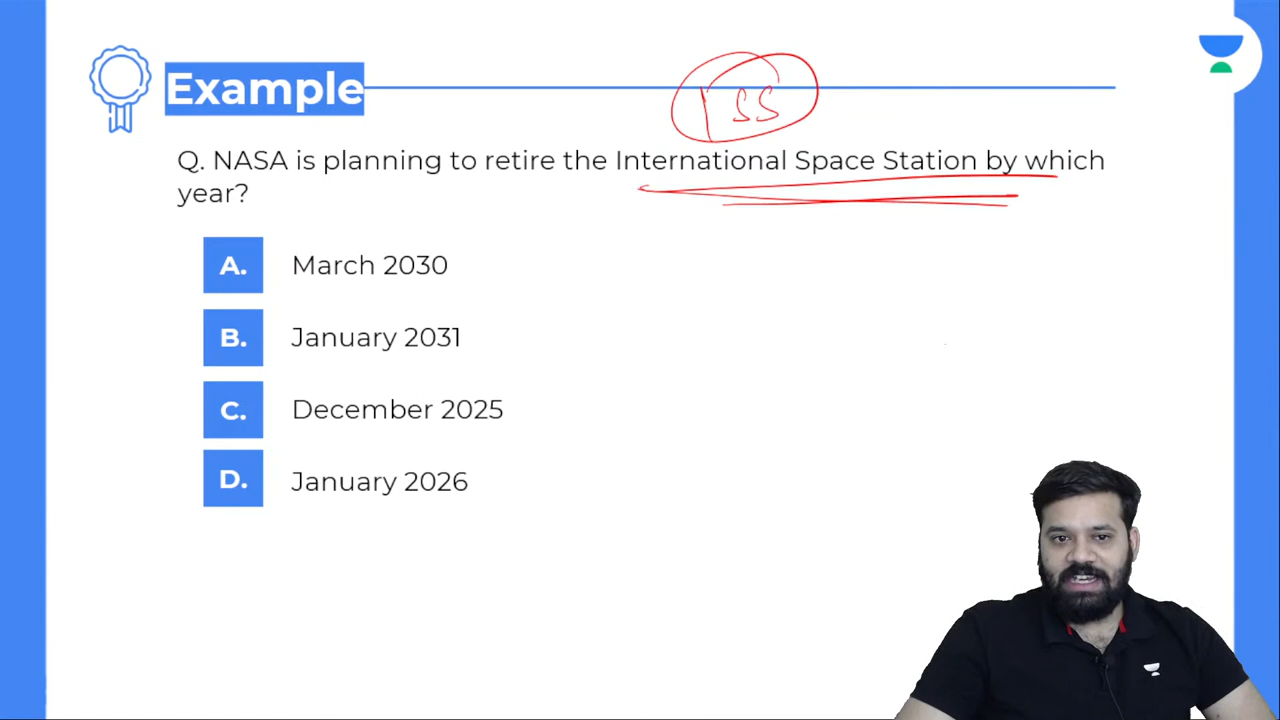 Example
ISS
Q. NASA is planning to retire the International Space Station by which
year?
A. March 2030
B. January 2031
C. December 2025
D. January 2026